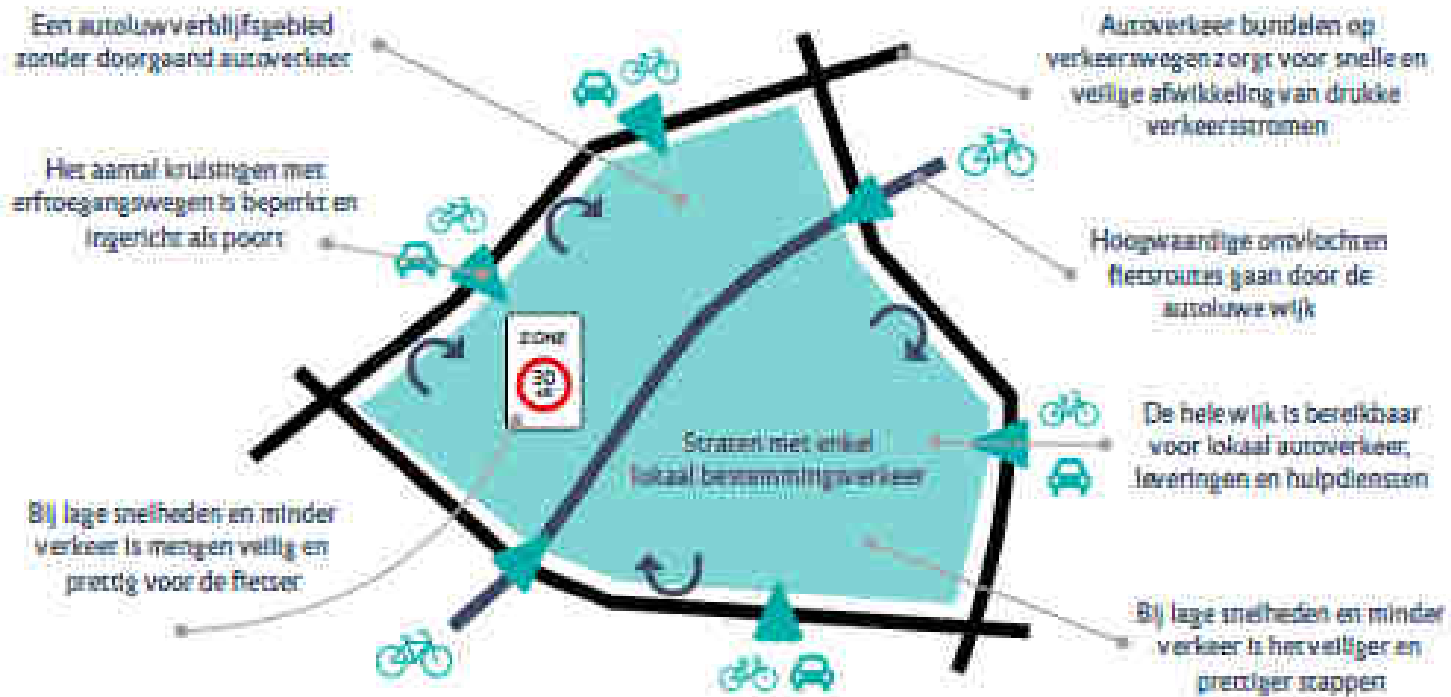 Een autoluw verblijfsgebied
zonder doorgaand autoverkeer
Autoverkeer bundelen op
verkeerswegen zorgt voor snelle en
veilige afwikkeling van drukke
verkeersstromen
Het aantal kruisingen met
erftoegangswegen is beperkt en
ingericht als poort
Hoogwaardige ontvlochten
fietsroutes gaan door de
autoluwe wijk
ZONE
30
Straten met enkel
lokaal bestemmingsverkeer
De hele wijk is bereikbaar
voor lokaal autoverkeer,
leveringen en hulpdiensten
Bij lage snelheden en minder
verkeer is mengen veilig en
prettig voor de fietser
Bij lage snelheden en minder
verkeer is het veiliger en
prettiger stappen